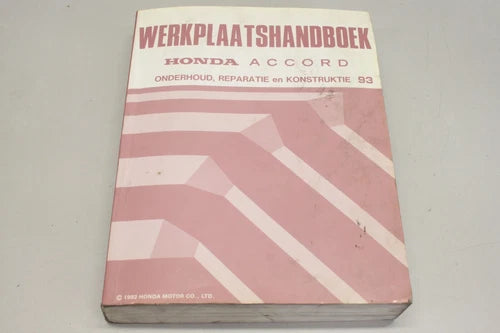 WERKPLAATSHANDBOEK
HONDA ACCORD
ONDERHOUD, REPARATIE en KONSTRUKTIE 93
© 1992 HONDA MOTOR CO., LTD.